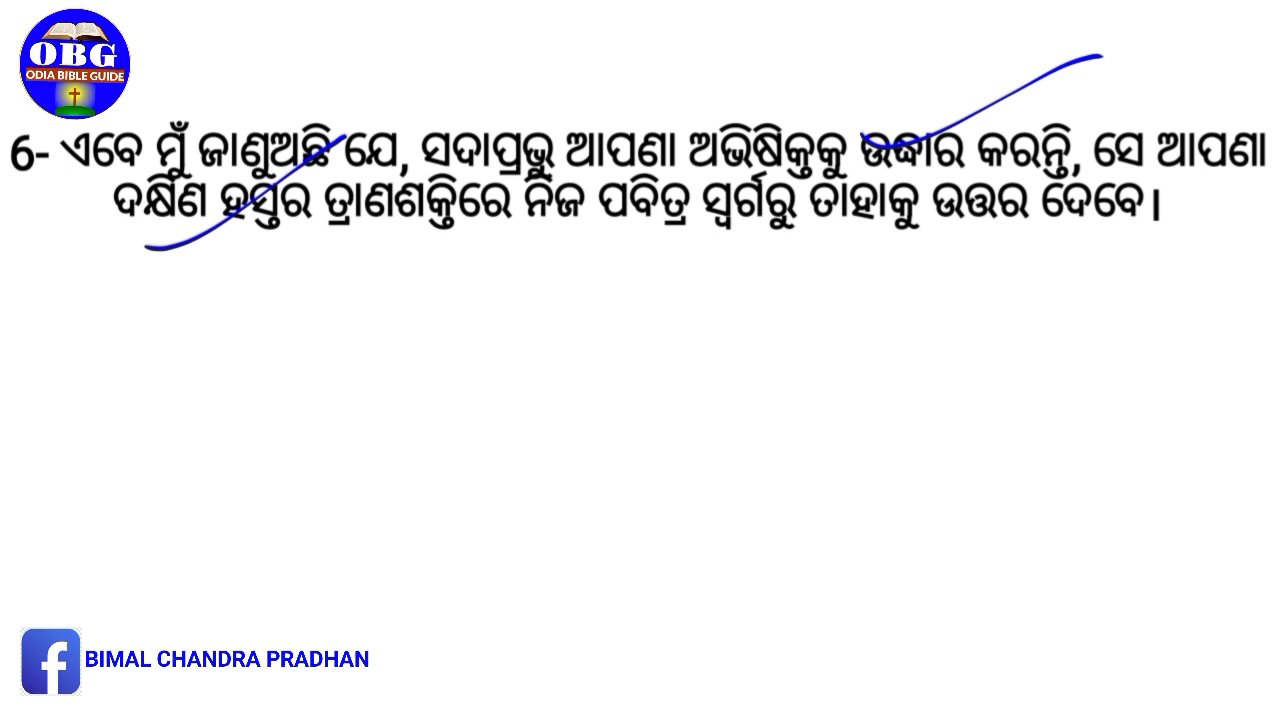 OBG
ODIA BIBLE GUIDE
6- ଏବେ ମୁଁ ଜାଣୁଅଛି ଯେ, ସଦାପ୍ରଭୁ ଆପଣା ଅଭିଷିକ୍ତକୁ ଉଦ୍ଧାର କରନ୍ତି, ସେ ଆପଣା
ଦକ୍ଷିଣ ହସ୍ତର ତ୍ରାଣଶକ୍ତିରେ ନିଜ ପବିତ୍ର ସ୍ୱର୍ଗରୁ ତାହାକୁ ଉତ୍ତର ଦେବେ।
f BIMAL CHANDRA PRADHAN